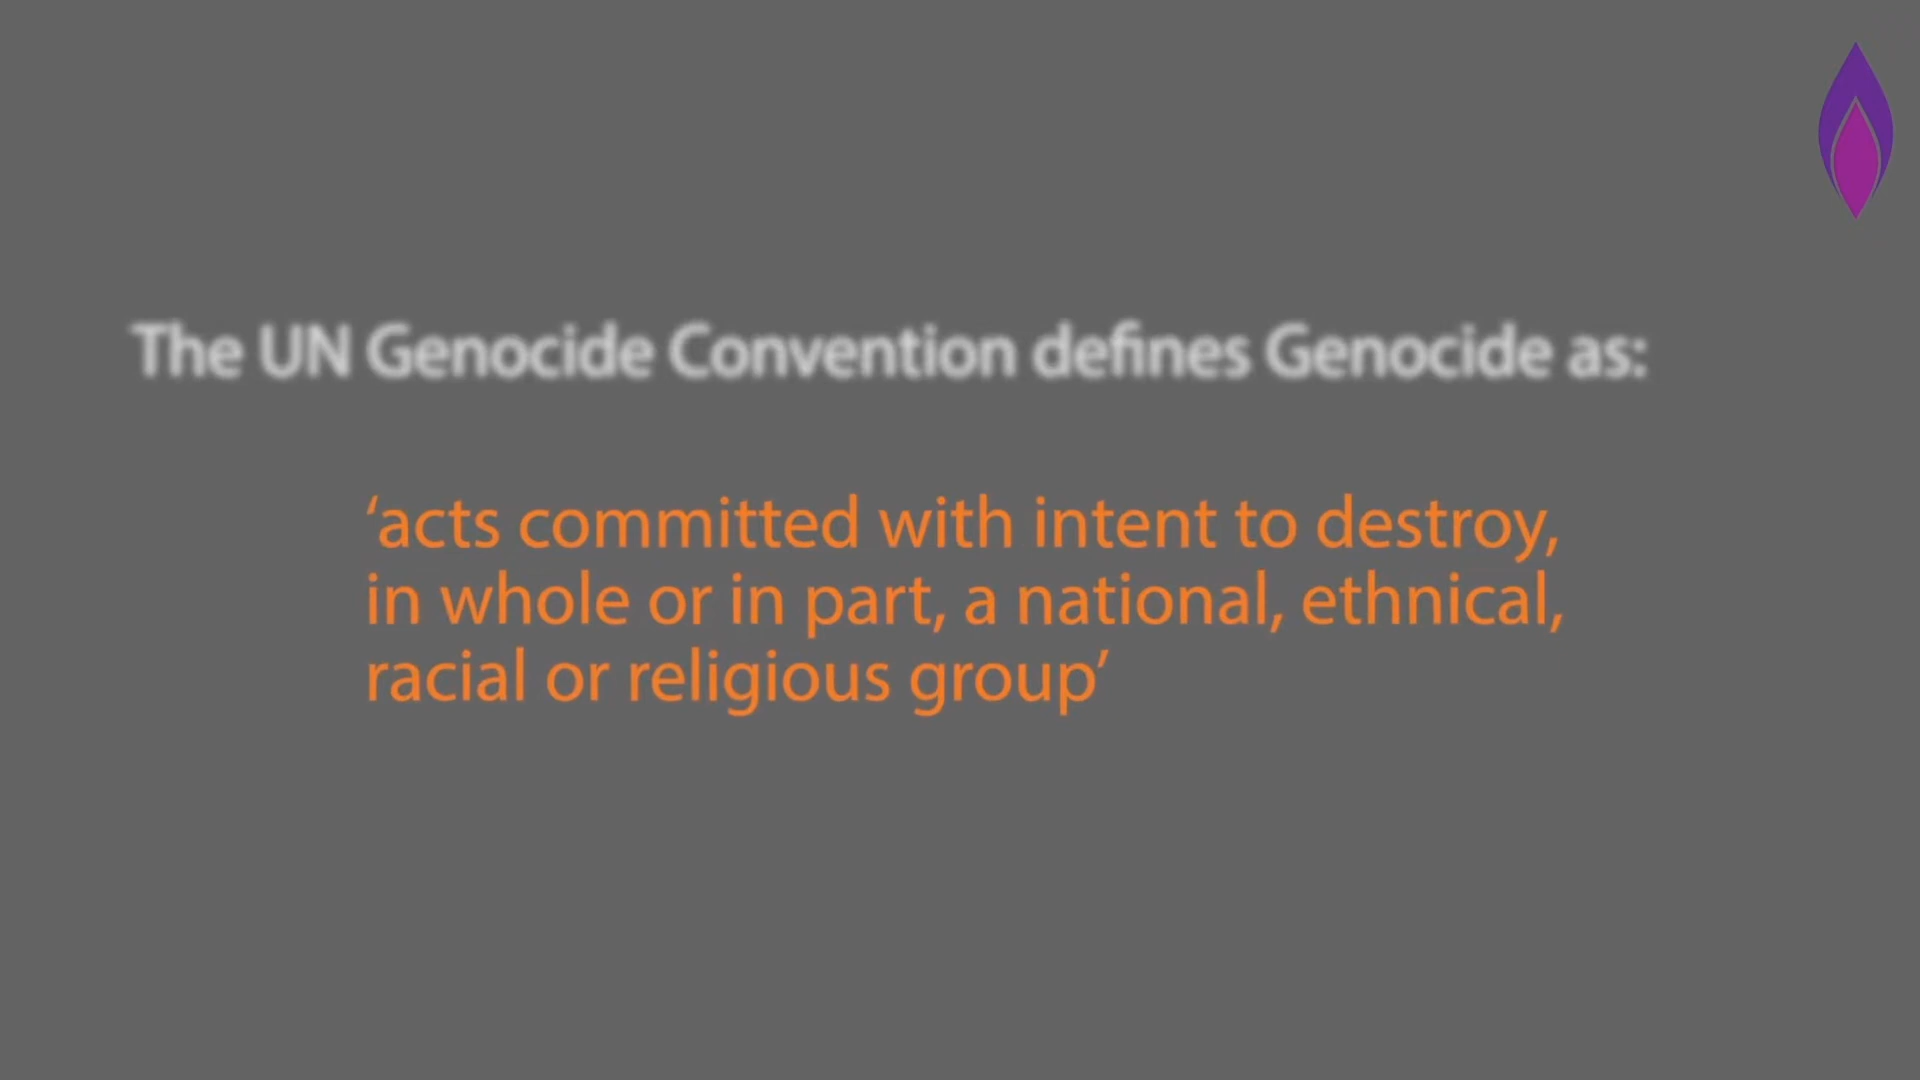 The UN Genocide Convention defines Genocide as:
‘acts committed with intent to destroy,
in whole or in part, a national, ethnical,
racial or religious group’